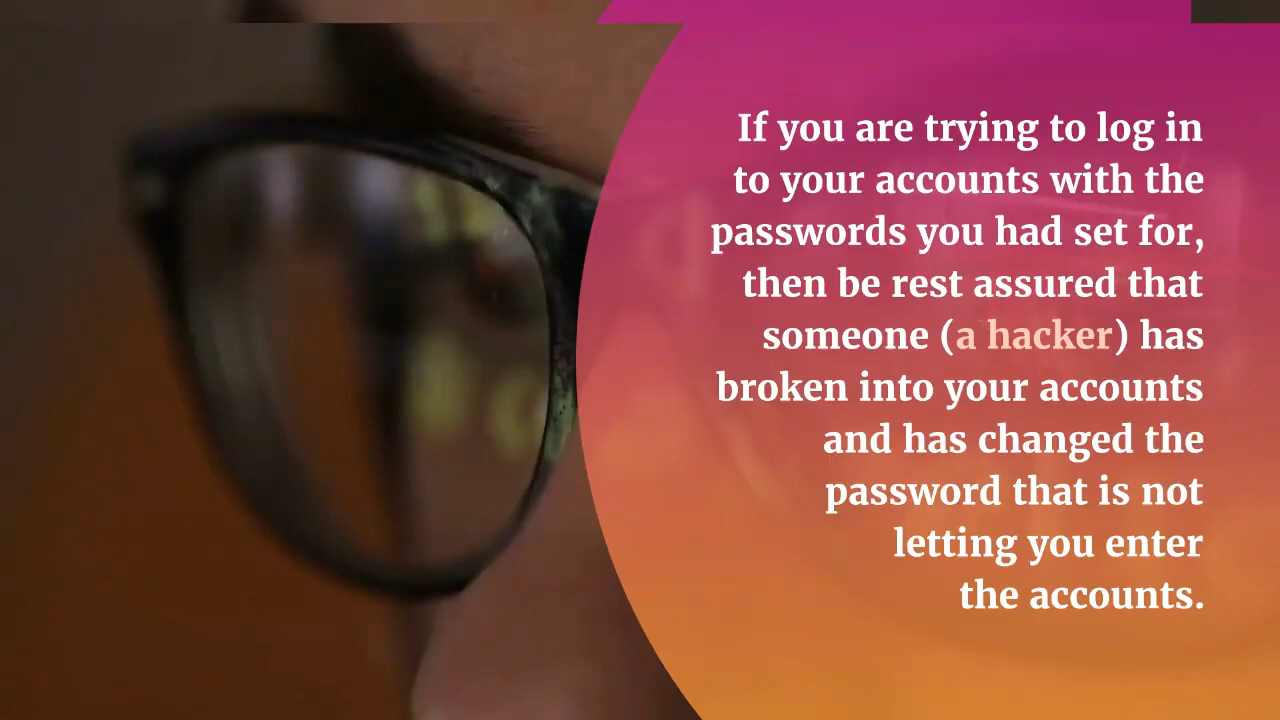 If you are trying to log in
to your accounts with the
passwords you had set for,
then be rest assured that
someone (a hacker) has
broken into your accounts
and has changed the
password that is not
letting you enter
the accounts.